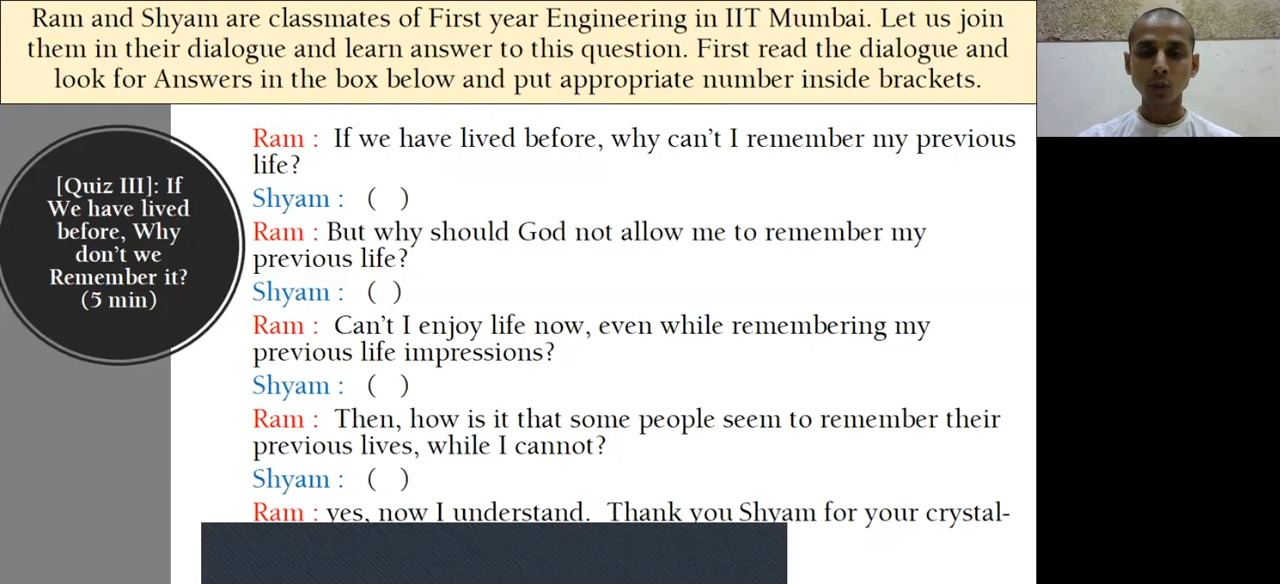 Ram and Shyam are classmates of First year Engineering in IIT Mumbai. Let us join
them in their dialogue and learn answer to this question. First read the dialogue and
look for Answers in the box below and put appropriate number inside brackets.
[Quiz III]: If
We have lived
before, Why
don't we
Remember it?
(5 min)
Ram : If we have lived before, why can't I remember my previous
life?
Shyam : ( )
Ram : But why should God not allow me to remember my
previous life?
Shyam : ( )
Ram : Can't I enjoy life now, even while remembering my
previous life impressions?
Shyam : ( )
Ram : Then, how is it that some people seem to remember their
previous lives, while I cannot?
Shyam : ( )
Ram : yes, now I understand. Thank you Shyam for your crystal-